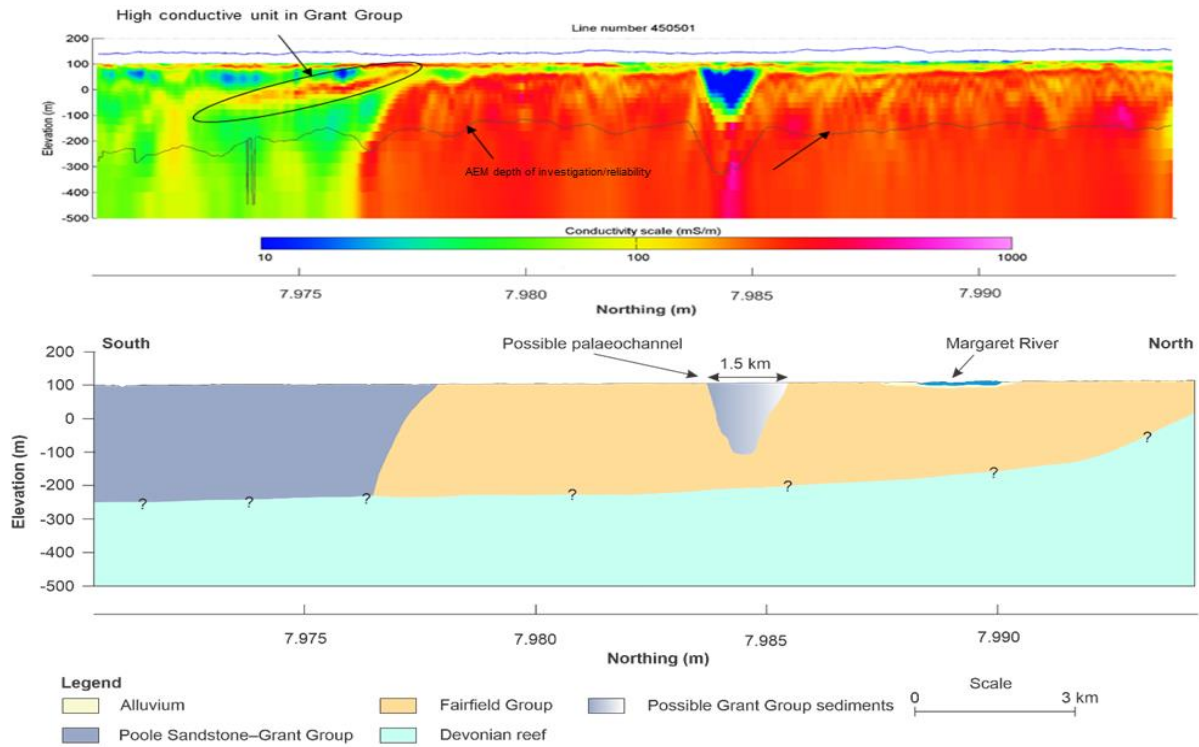 High conductive unit in Grant Group
Line number 450501
200
100
0
-100
-200
-300
-400
-500
Elevation (m)
AEM depth of investigation/reliability
Conductivity scale (mS/m)
10 100 1000
7.975 7.980 7.985 7.990
Northing (m)
South Possible palaeochannel Margaret River North
1.5 km
200
100
0
-100
-200
-300
-400
-500
Elevation (m)
? ? ? ? ? ? ?
7.975 7.980 7.985 7.990
Northing (m)
Legend
Alluvium Fairfield Group Possible Grant Group sediments
Poole Sandstone–Grant Group Devonian reef
Scale
0 3 km